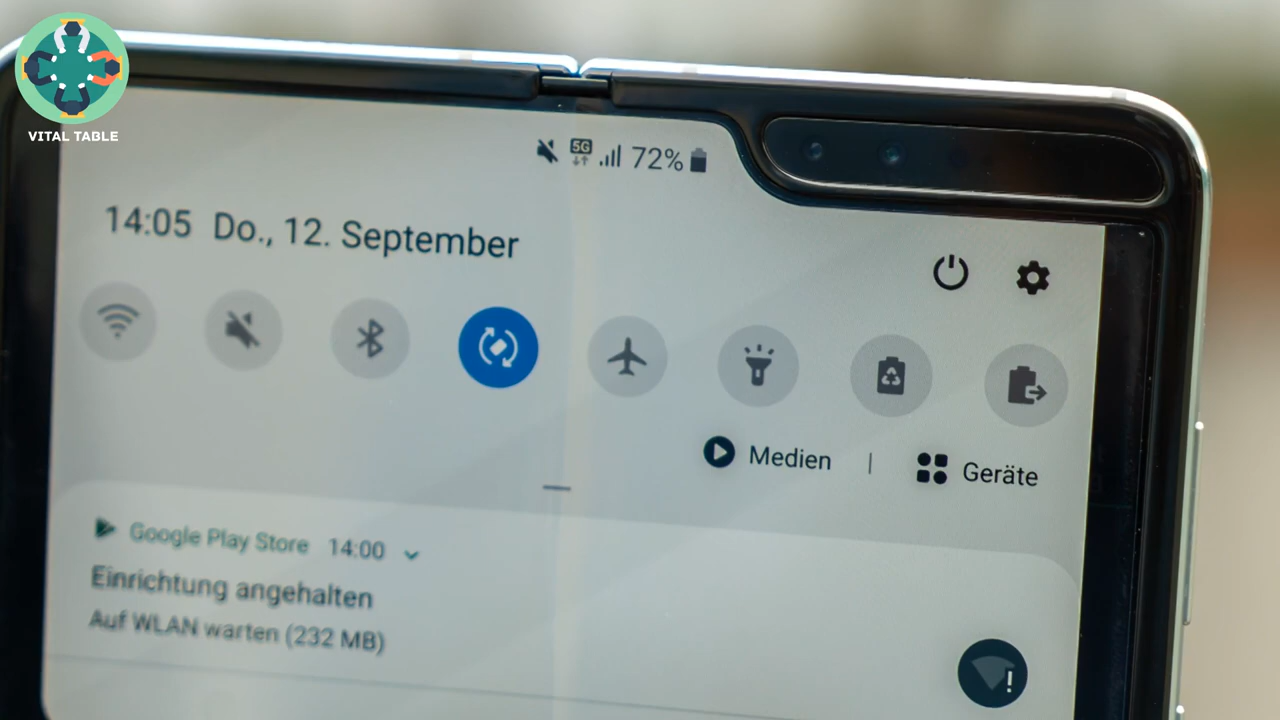 VITAL TABLE
5G 72%
14:05 Do., 12. September
Medien | Geräte
Google Play Store 14:00
Einrichtung angehalten
Auf WLAN warten (232 MB)